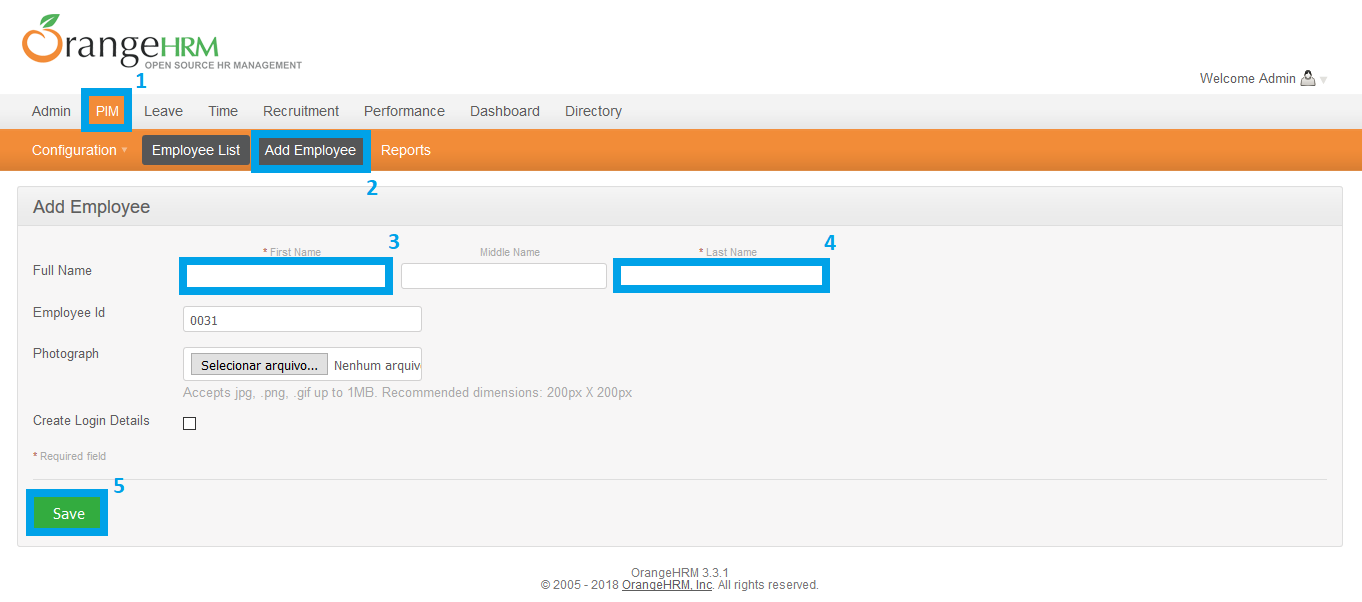 OrangeHRM
OPEN SOURCE HR MANAGEMENT
Welcome Admin
1
Admin PIM Leave Time Recruitment Performance Dashboard Directory
Configuration Employee List Add Employee Reports
2
Add Employee
* First Name 3 Middle Name * Last Name 4
Full Name
Employee Id 0031
Photograph Selecionar arquivo... Nenhum arquiv
Accepts jpg, .png, .gif up to 1MB. Recommended dimensions: 200px X 200px
Create Login Details
* Required field
5
Save
OrangeHRM 3.3.1
© 2005 - 2018 OrangeHRM, Inc. All rights reserved.